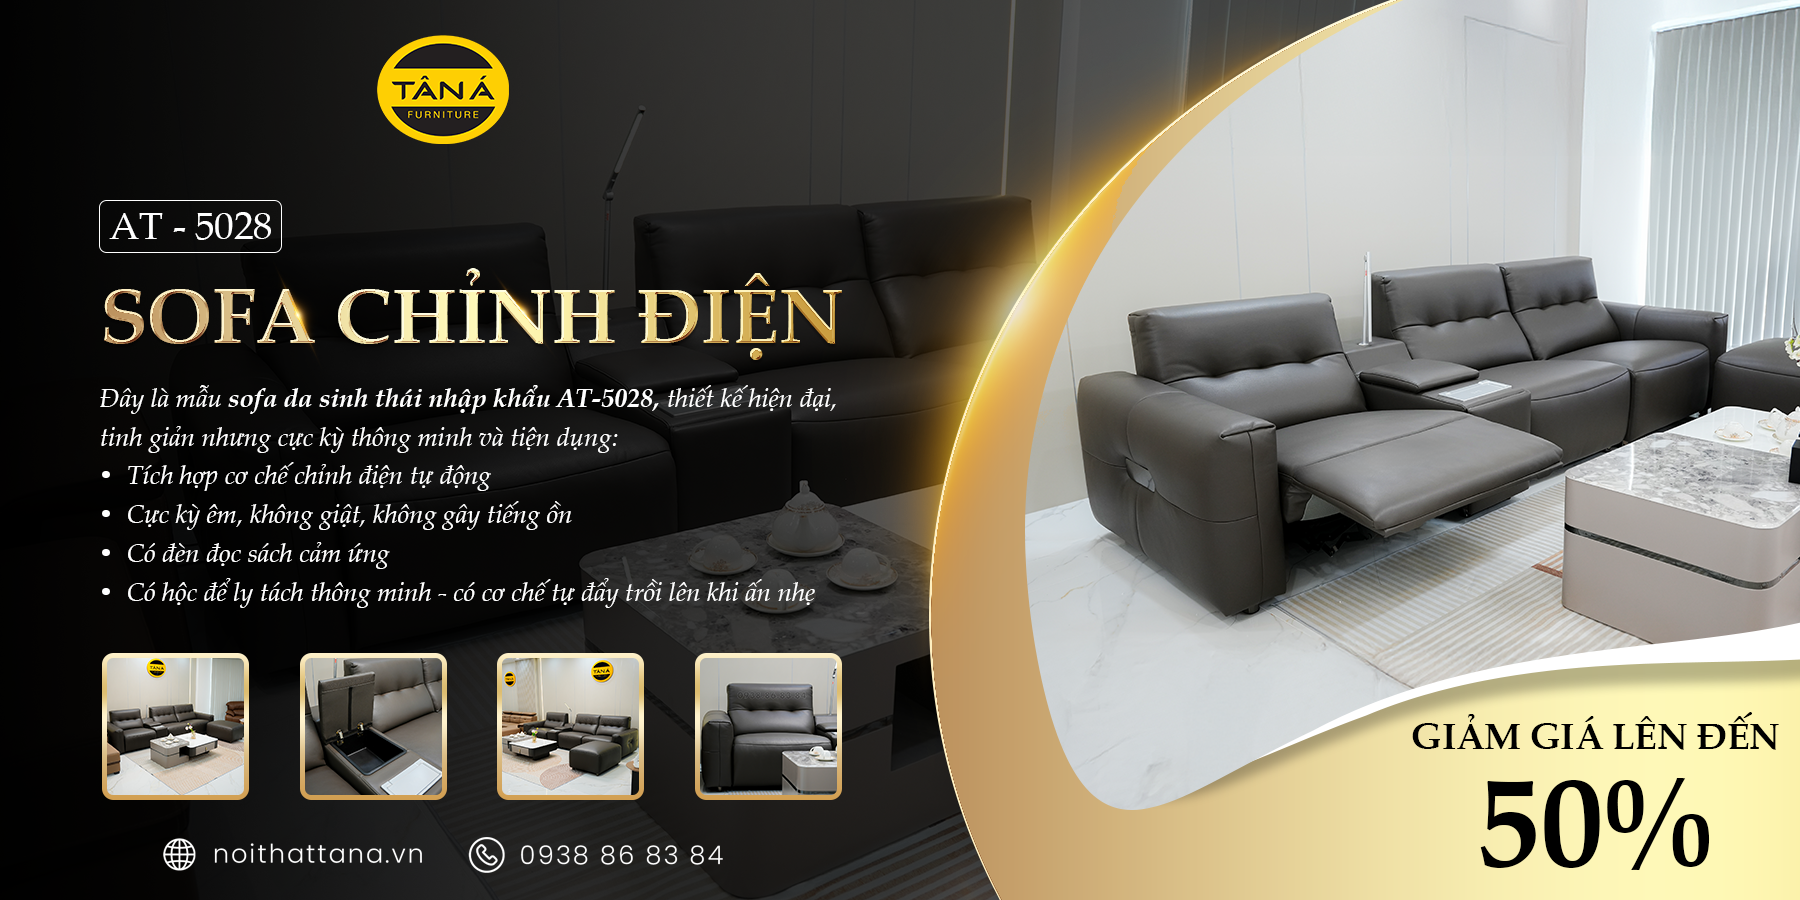 TÂN Á
FURNITURE
AT - 5028
SOFA CHỈNH ĐIỆN
Đây là mẫu sofa da sinh thái nhập khẩu AT-5028, thiết kế hiện đại,
tinh giản nhưng cực kỳ thông minh và tiện dụng:
• Tích hợp cơ chế chỉnh điện tự động
• Cực kỳ êm, không giật, không gây tiếng ồn
• Có đèn đọc sách cảm ứng
• Có hộc để ly tách thông minh - có cơ chế tự đẩy trồi lên khi ấn nhẹ
TÂN Á
TÂN Á
noithattana.vn
0938 86 83 84
GIẢM GIÁ LÊN ĐẾN
50%